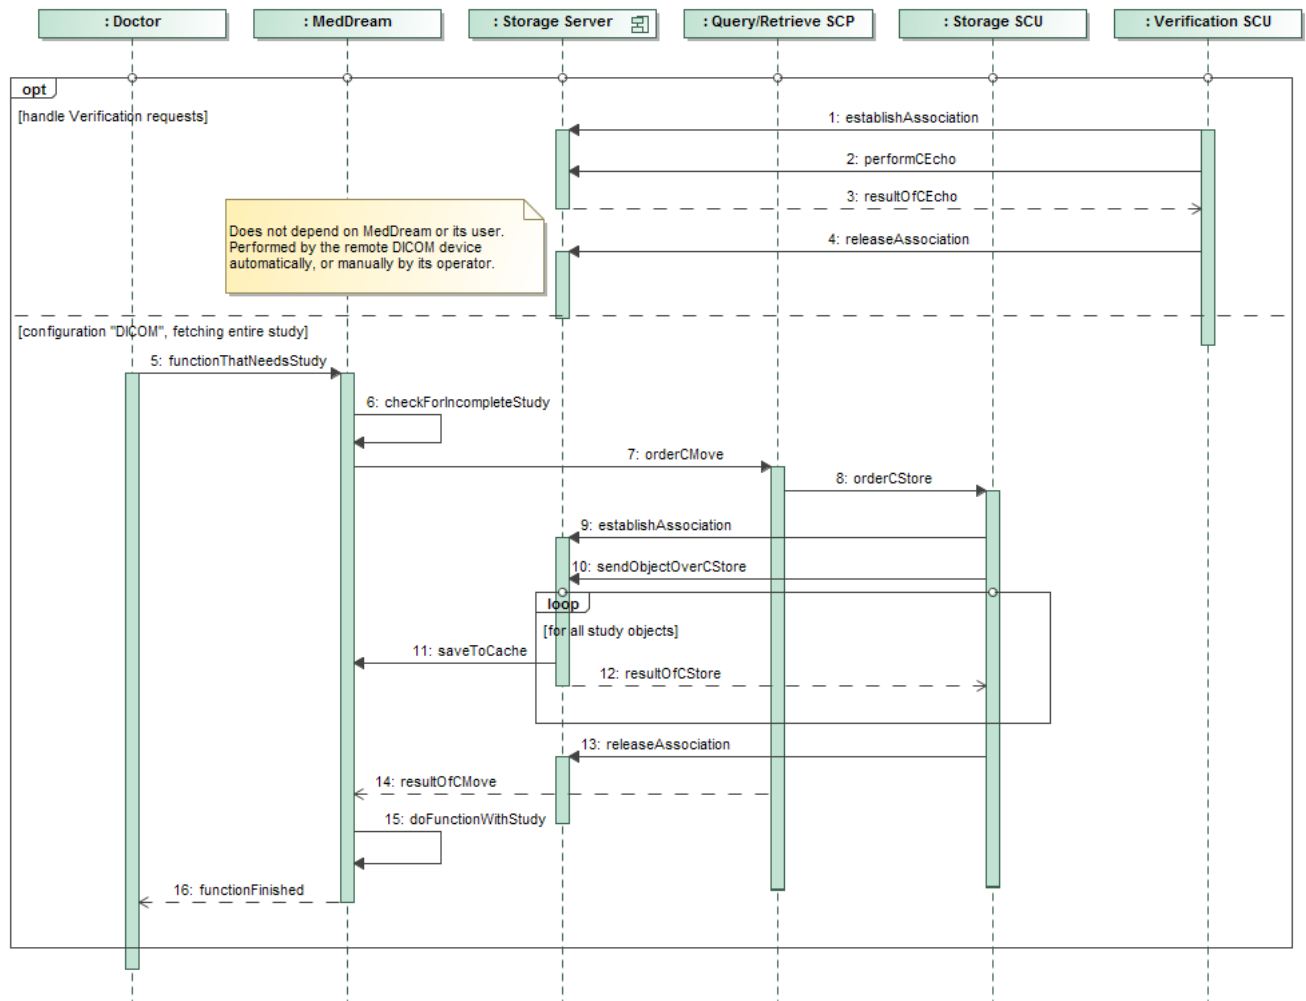 : Doctor
: MedDream
: Storage Server
: Query/Retrieve SCP
: Storage SCU
: Verification SCU
opt
[handle Verification requests]
1: establishAssociation
2: performCEcho
3: resultOfCEcho
Does not depend on MedDream or its user.
Performed by the remote DICOM device
automatically, or manually by its operator.
4: releaseAssociation
[configuration "DICOM", fetching entire study]
5: functionThatNeedsStudy
6: checkForIncompleteStudy
7: orderCMove
8: orderCStore
9: establishAssociation
10: sendObjectOverCStore
loop
[for all study objects]
11: saveToCache
12: resultOfCStore
13: releaseAssociation
14: resultOfCMove
15: doFunctionWithStudy
16: functionFinished